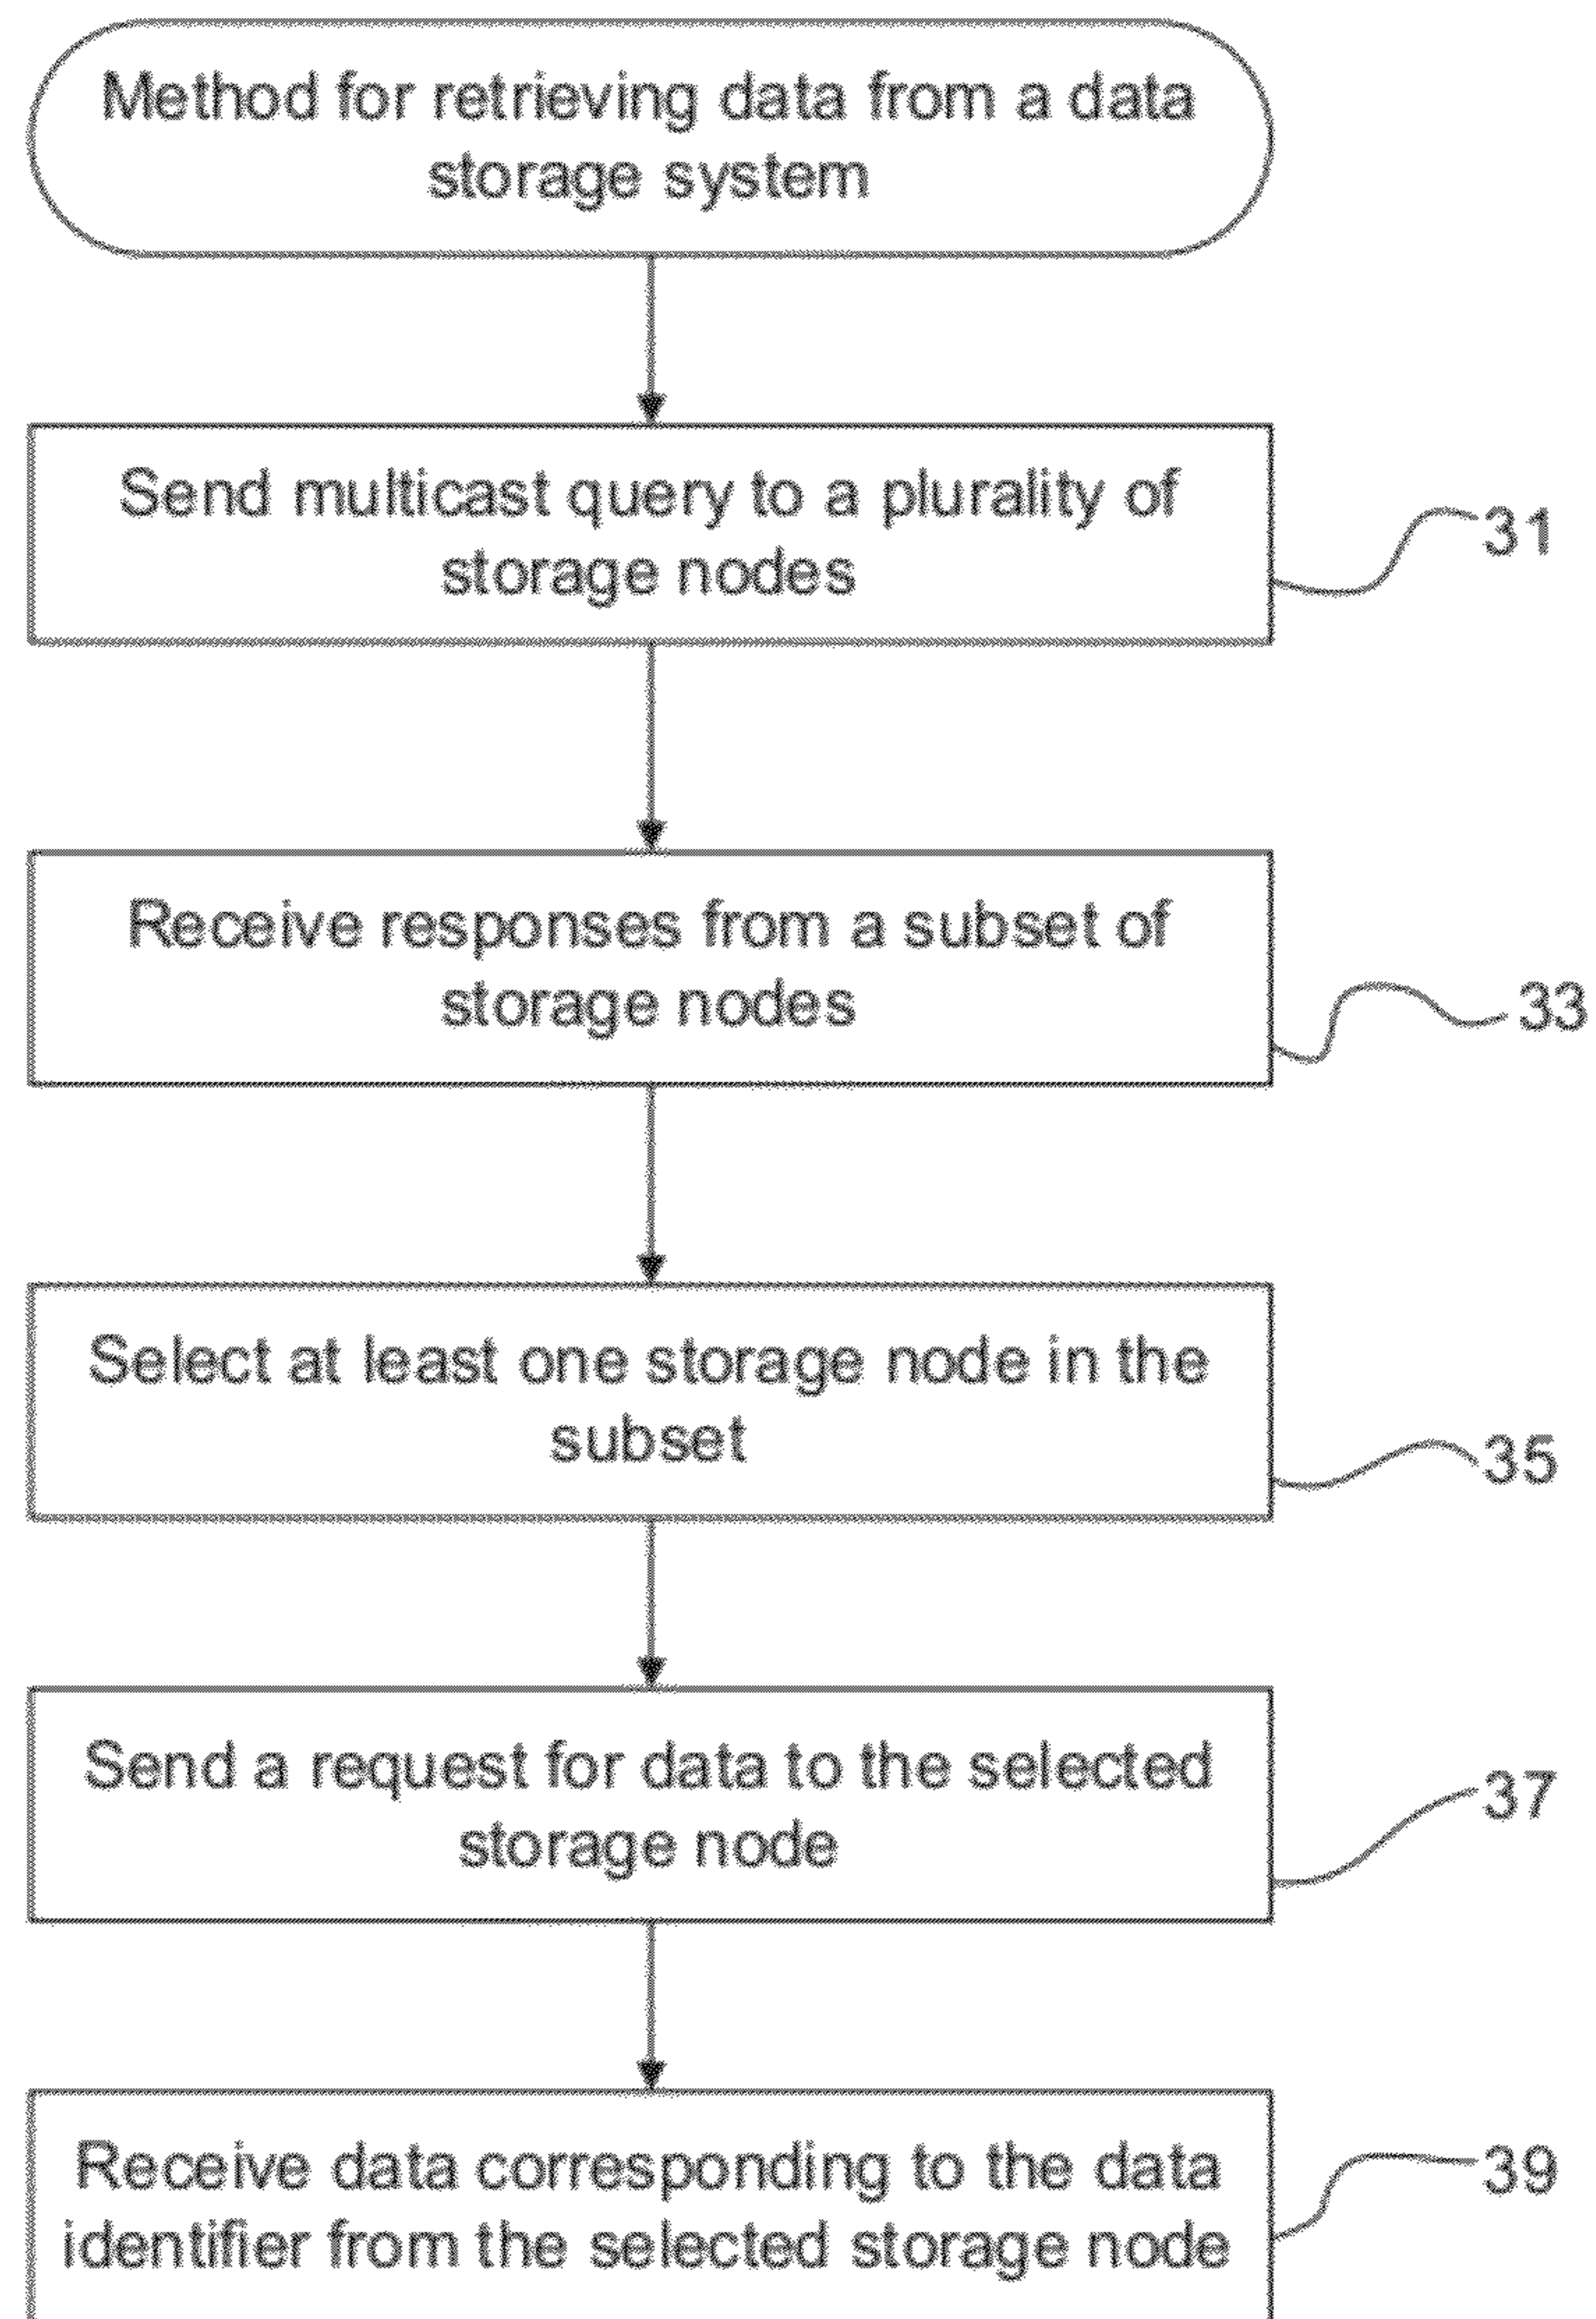 Method for retrieving data from a data
storage system
Send multicast query to a plurality of
storage nodes
31
Receive responses from a subset of
storage nodes
33
Select at least one storage node in the
subset
35
Send a request for data to the selected
storage node
37
Receive data corresponding to the data
identifier from the selected storage node
39